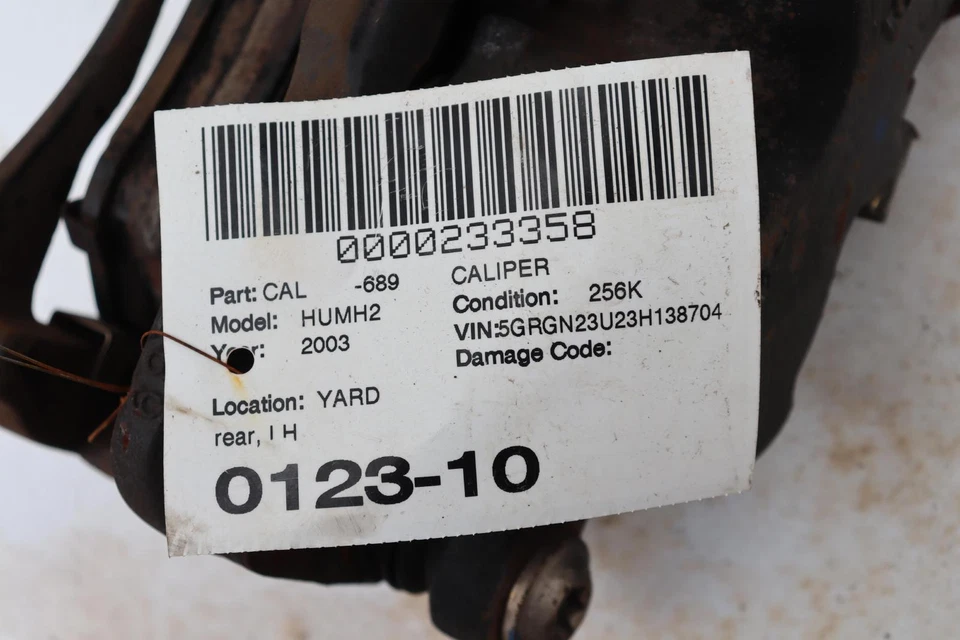 0000233358
Part: CAL -689 CALIPER
Model: HUMH2 Condition: 256K
Year: 2003 VIN:5GRGN23U23H138704
Damage Code:
Location: YARD
rear, LH
0123-10